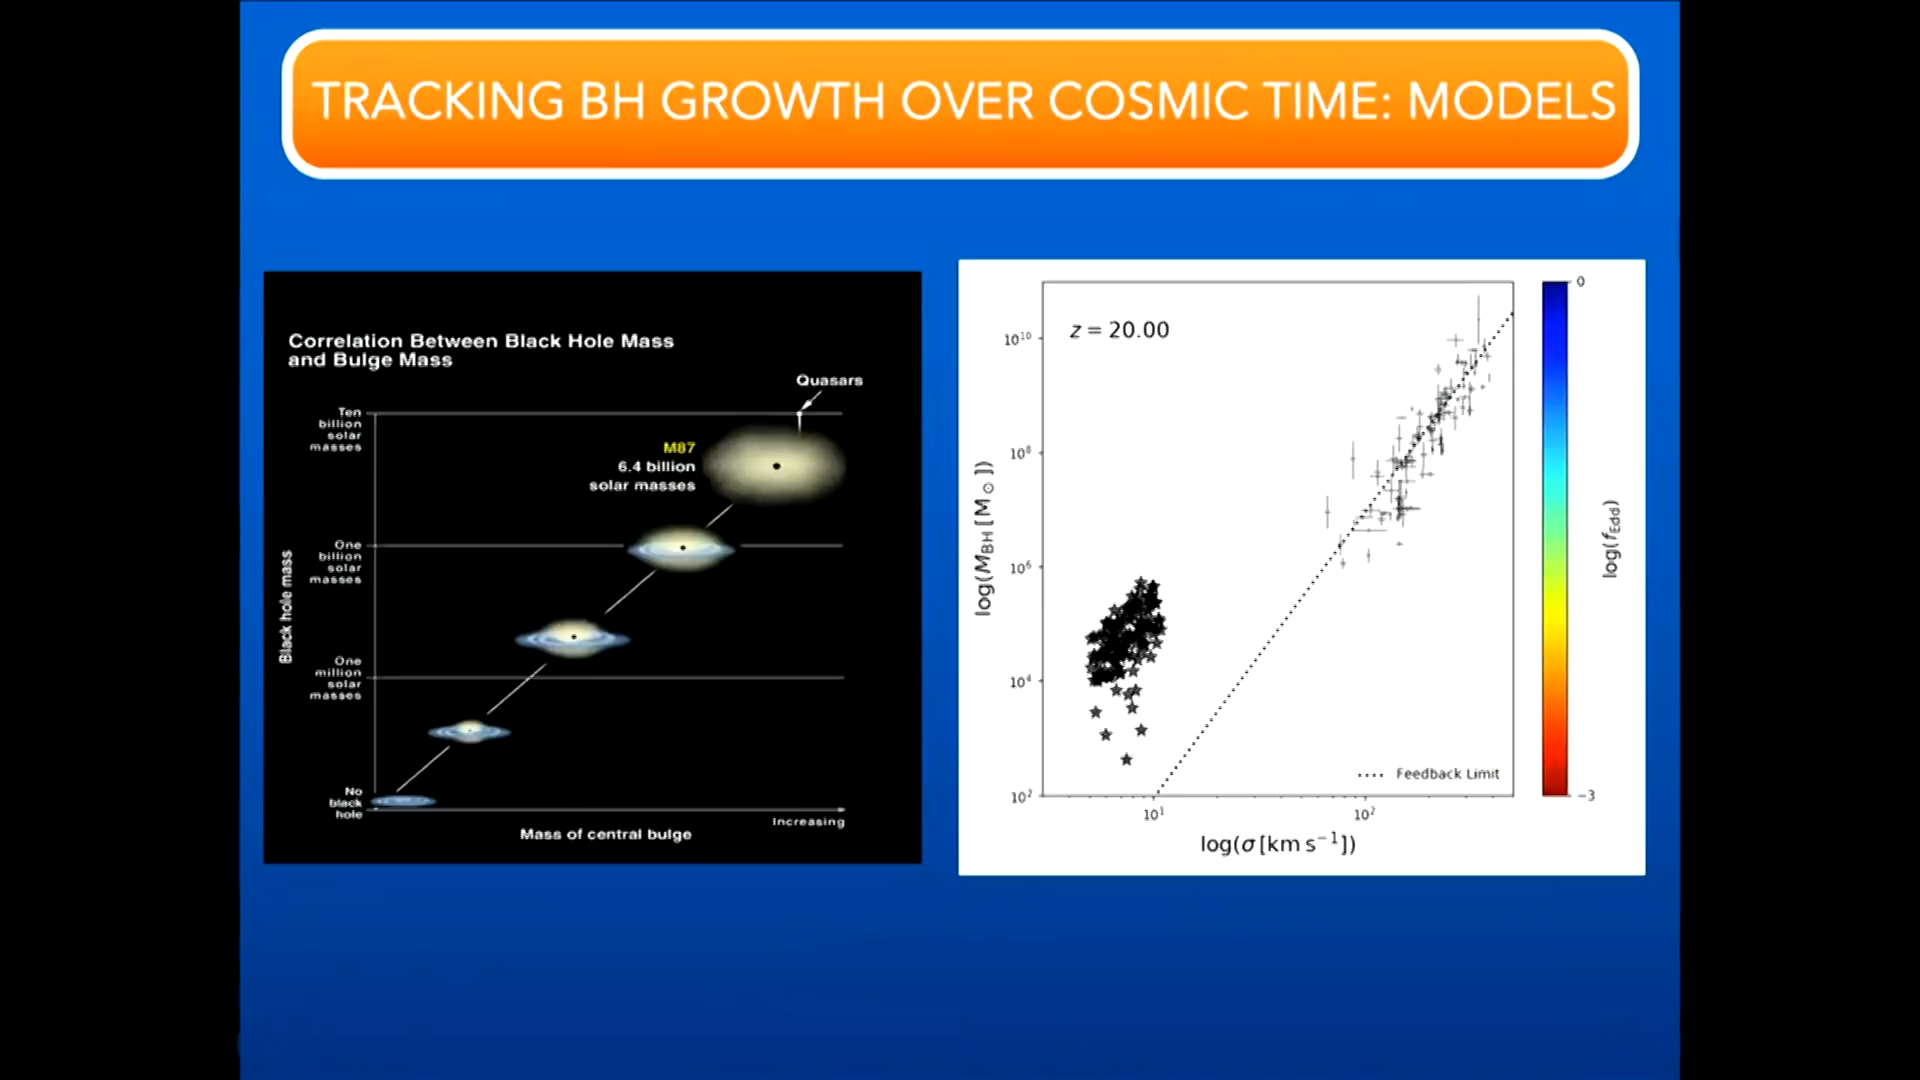 TRACKING BH GROWTH OVER COSMIC TIME: MODELS
Correlation Between Black Hole Mass
and Bulge Mass
Quasars
Ten
billion
solar
masses
M87
6.4 billion
solar masses
One
billion
solar
masses
Black hole mass
One
million
solar
masses
No
black
hole
Increasing
Mass of central bulge
z = 20.00
10¹⁰
10⁸
10⁶
10⁴
10²
log(M_BH [M_⊙])
Feedback Limit
10¹
10²
log(σ [km s⁻¹])
0
−3
log(f_Edd)